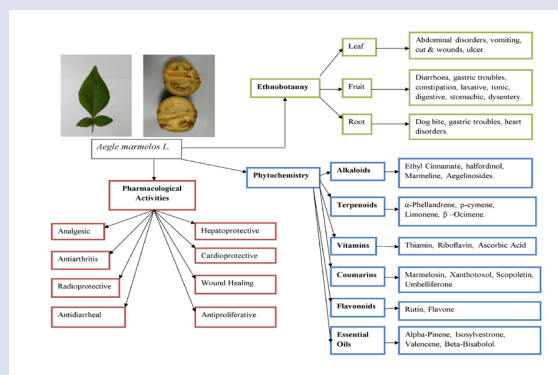 Aegle marmelos L.
Ethnobotanny
Leaf
Abdominal disorders, vomiting,
cut & wounds, ulcer.
Fruit
Diarrhoea, gastric troubles,
constipation, laxative, tonic,
digestive, stomachic, dysentery.
Root
Dog bite, gastric troubles, heart
disorders.
Pharmacological
Activities
Analgesic
Antiarthritis
Radioprotective
Antidiarrheal
Hepatoprotective
Cardioprotective
Wound Healing
Antiproliferative
Phytochemistry
Alkaloids
Ethyl Cinnamate, halfordinol,
Marmeline, Aegelinosides.
Terpenoids
α-Phellandrene, p-cymene,
Limonene, β –Ocimene.
Vitamins
Thiamin, Riboflavin, Ascorbic Acid
Coumarins
Marmelosin, Xanthotoxol, Scopoletin,
Umbelliferone.
Flavonoids
Rutin, Flavone
Essential
Oils
Alpha-Pinene, Isosylvestrone,
Valencene, Beta-Bisabolol.